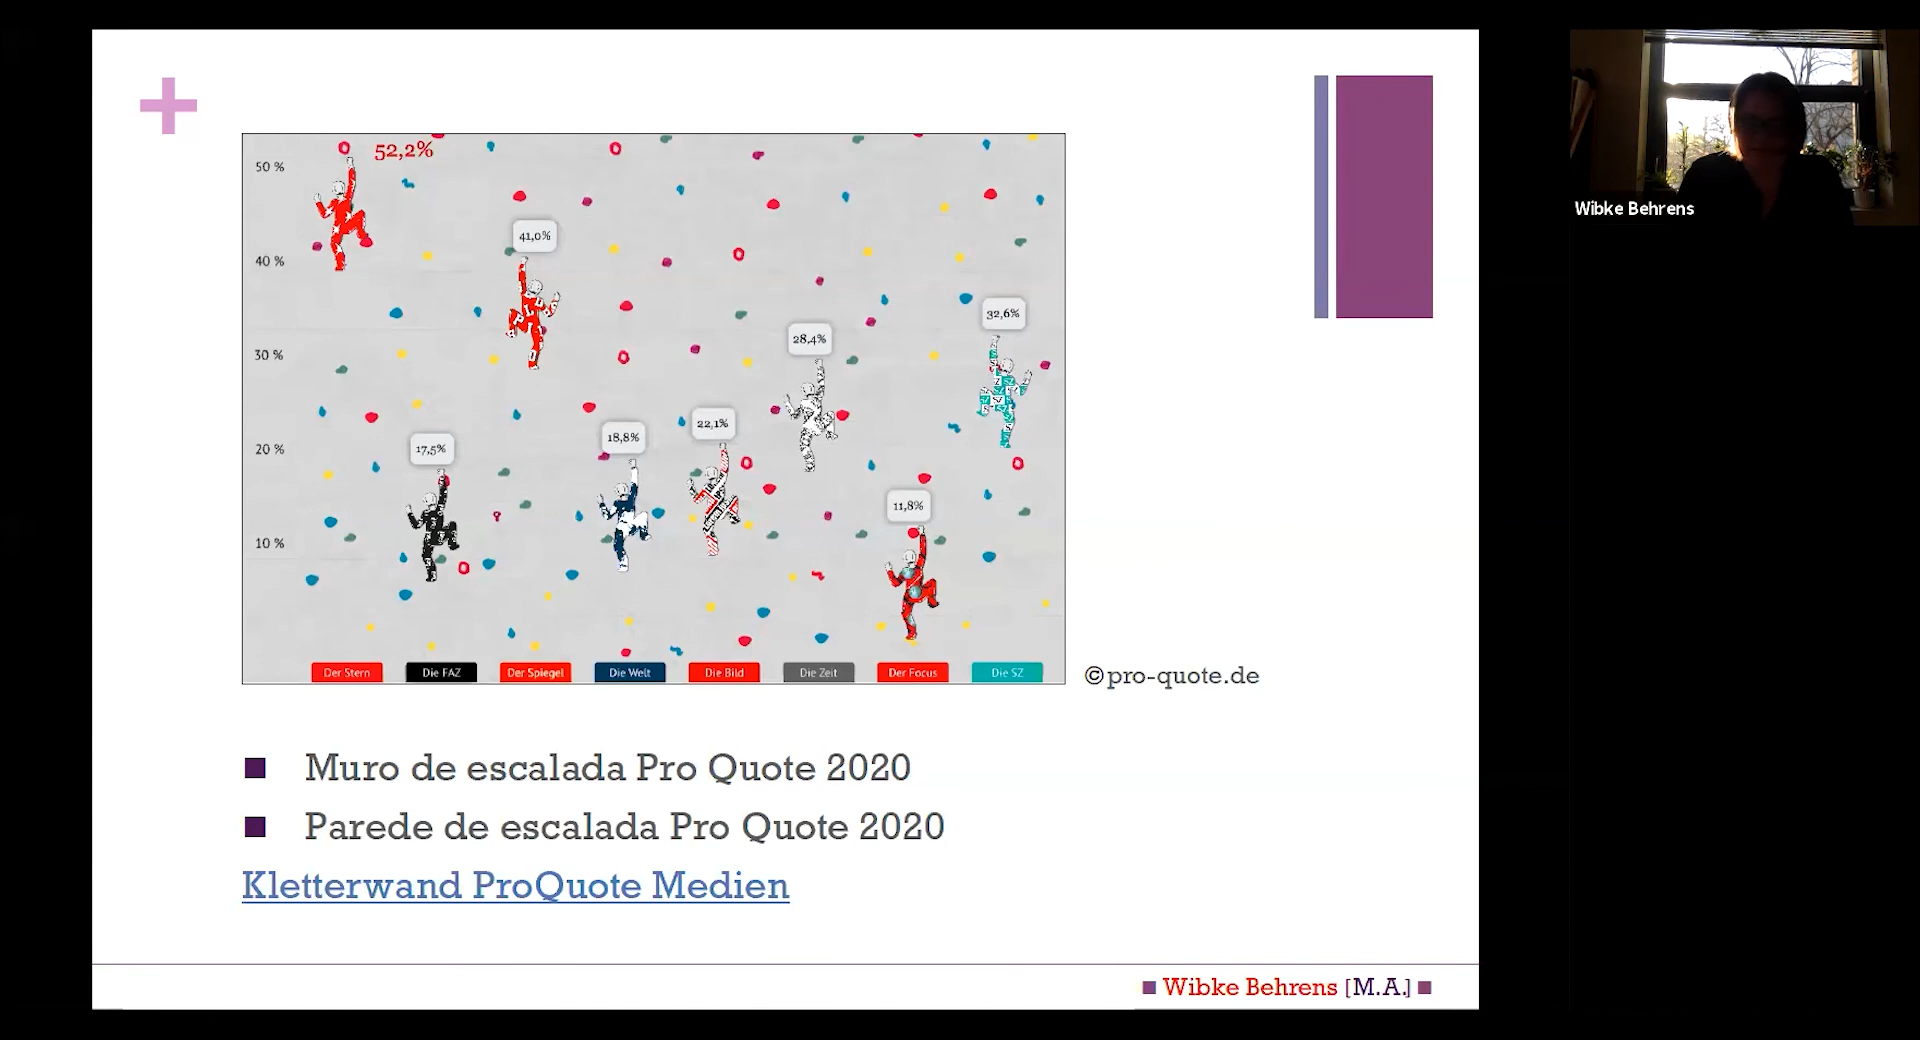 52,2%
50 %
41,0%
40 %
32,6%
28,4%
30 %
22,1%
18,8%
17,5%
20 %
11,8%
10 %
Der Stern Die FAZ Der Spiegel Die Welt Die Bild Die Zeit Der Focus Die SZ
©pro-quote.de
Muro de escalada Pro Quote 2020
Parede de escalada Pro Quote 2020
Kletterwand ProQuote Medien
Wibke Behrens [M.A.]
Wibke Behrens